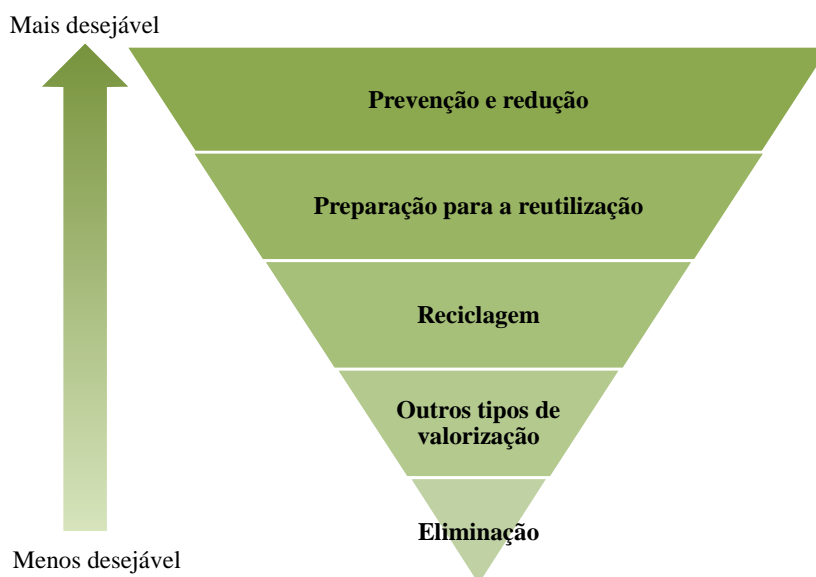 Mais desejável
Prevenção e redução
Preparação para a reutilização
Reciclagem
Outros tipos de
valorização
Eliminação
Menos desejável